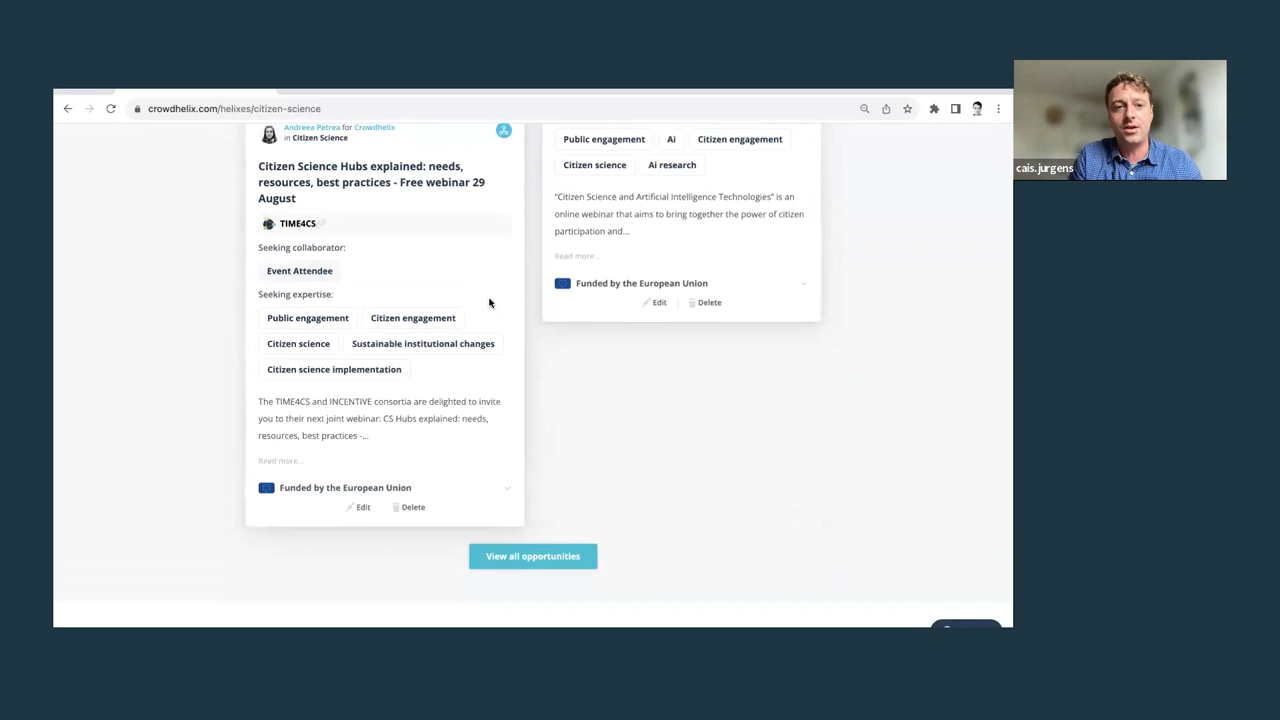 crowdhelix.com/helixes/citizen-science
Andreea Petrea for Crowdhelix
in Citizen Science
Citizen Science Hubs explained: needs,
resources, best practices - Free webinar 29
August
TIME4CS
Seeking collaborator:
Event Attendee
Seeking expertise:
Public engagement
Citizen engagement
Citizen science
Sustainable institutional changes
Citizen science implementation
The TIME4CS and INCENTIVE consortia are delighted to invite
you to their next joint webinar: CS Hubs explained: needs,
resources, best practices -...
Read more...
Funded by the European Union
Edit
Delete
Public engagement
Ai
Citizen engagement
Citizen science
Ai research
“Citizen Science and Artificial Intelligence Technologies” is an
online webinar that aims to bring together the power of citizen
participation and...
Read more...
Funded by the European Union
Edit
Delete
View all opportunities
cais.jurgens